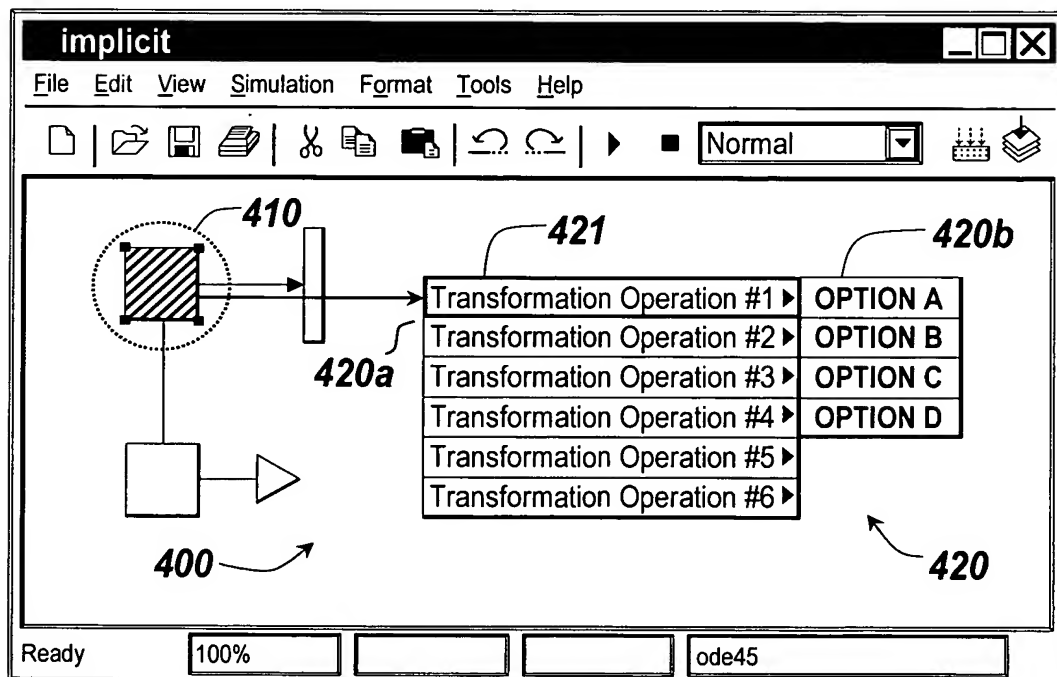 implicit
File Edit View Simulation Format Tools Help
Normal
410
421
420b
Transformation Operation #1 OPTION A
420a
Transformation Operation #2 OPTION B
Transformation Operation #3 OPTION C
Transformation Operation #4 OPTION D
Transformation Operation #5
Transformation Operation #6
400
420
Ready 100% ode45